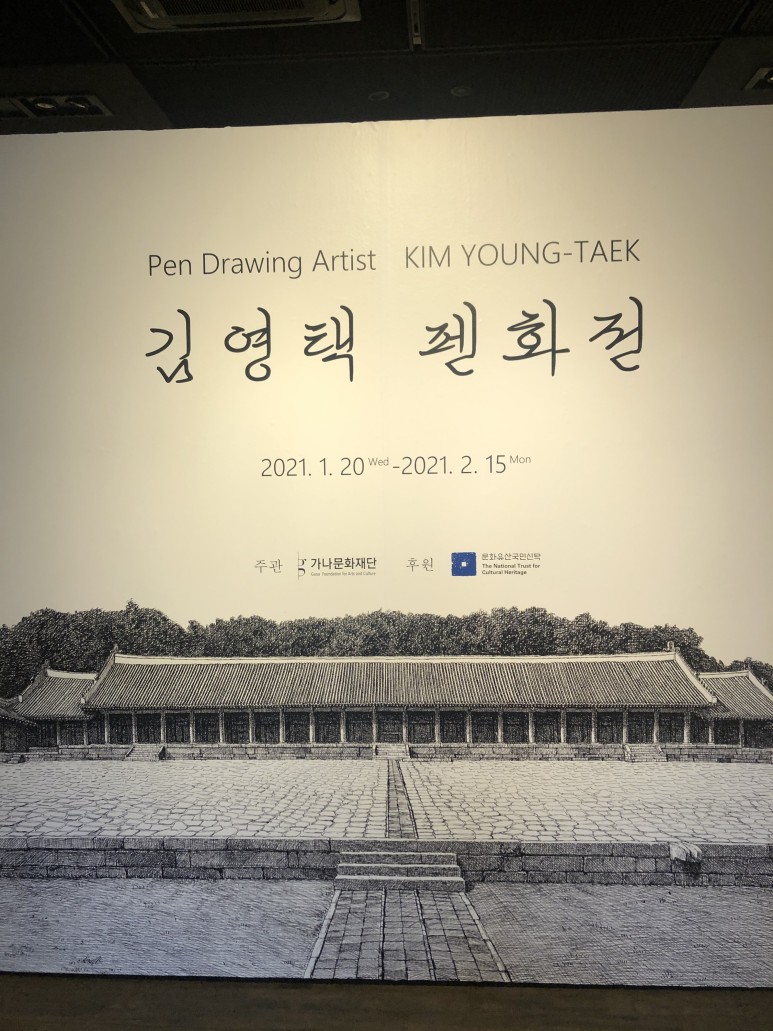 Pen Drawing Artist KIM YOUNG-TAEK
김영택 펜화전
2021. 1. 20 Wed - 2021. 2. 15 Mon
주관 g 가나문화재단 후원 문화유산국민신탁
Gana Foundation for Arts and Culture The National Trust for
Cultural Heritage